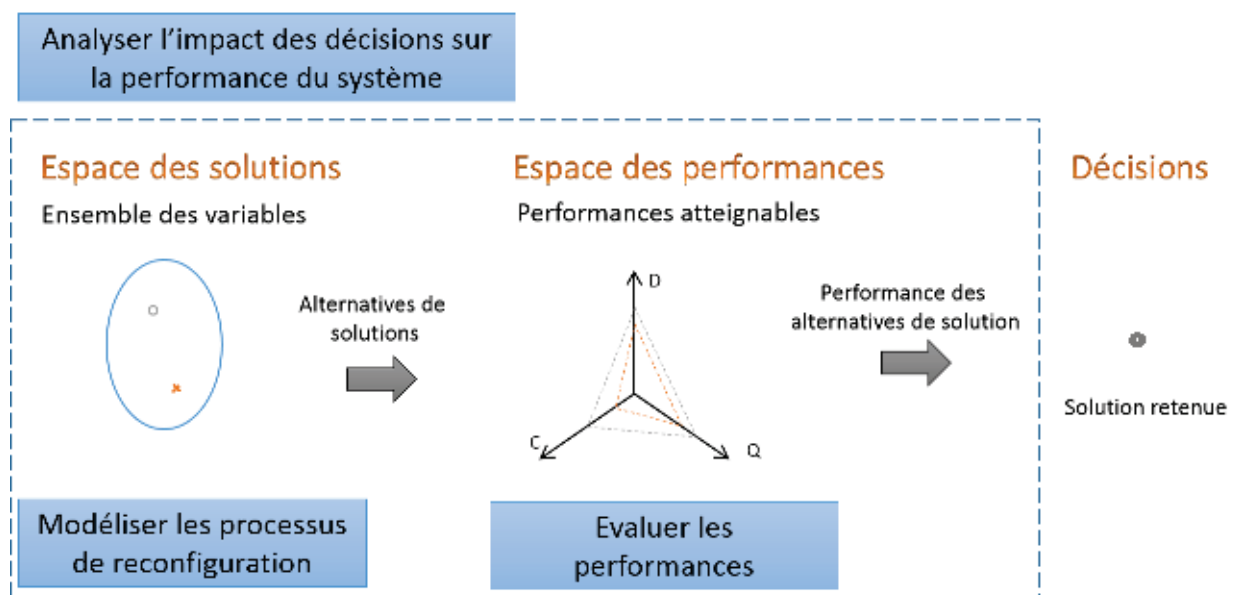 Analyser l'impact des décisions sur
la performance du système
Espace des solutions
Ensemble des variables
Alternatives de
solutions
Modéliser les processus
de reconfiguration
Espace des performances
Performances atteignables
D
C
Q
Performance des
alternatives de solution
Evaluer les
performances
Décisions
Solution retenue